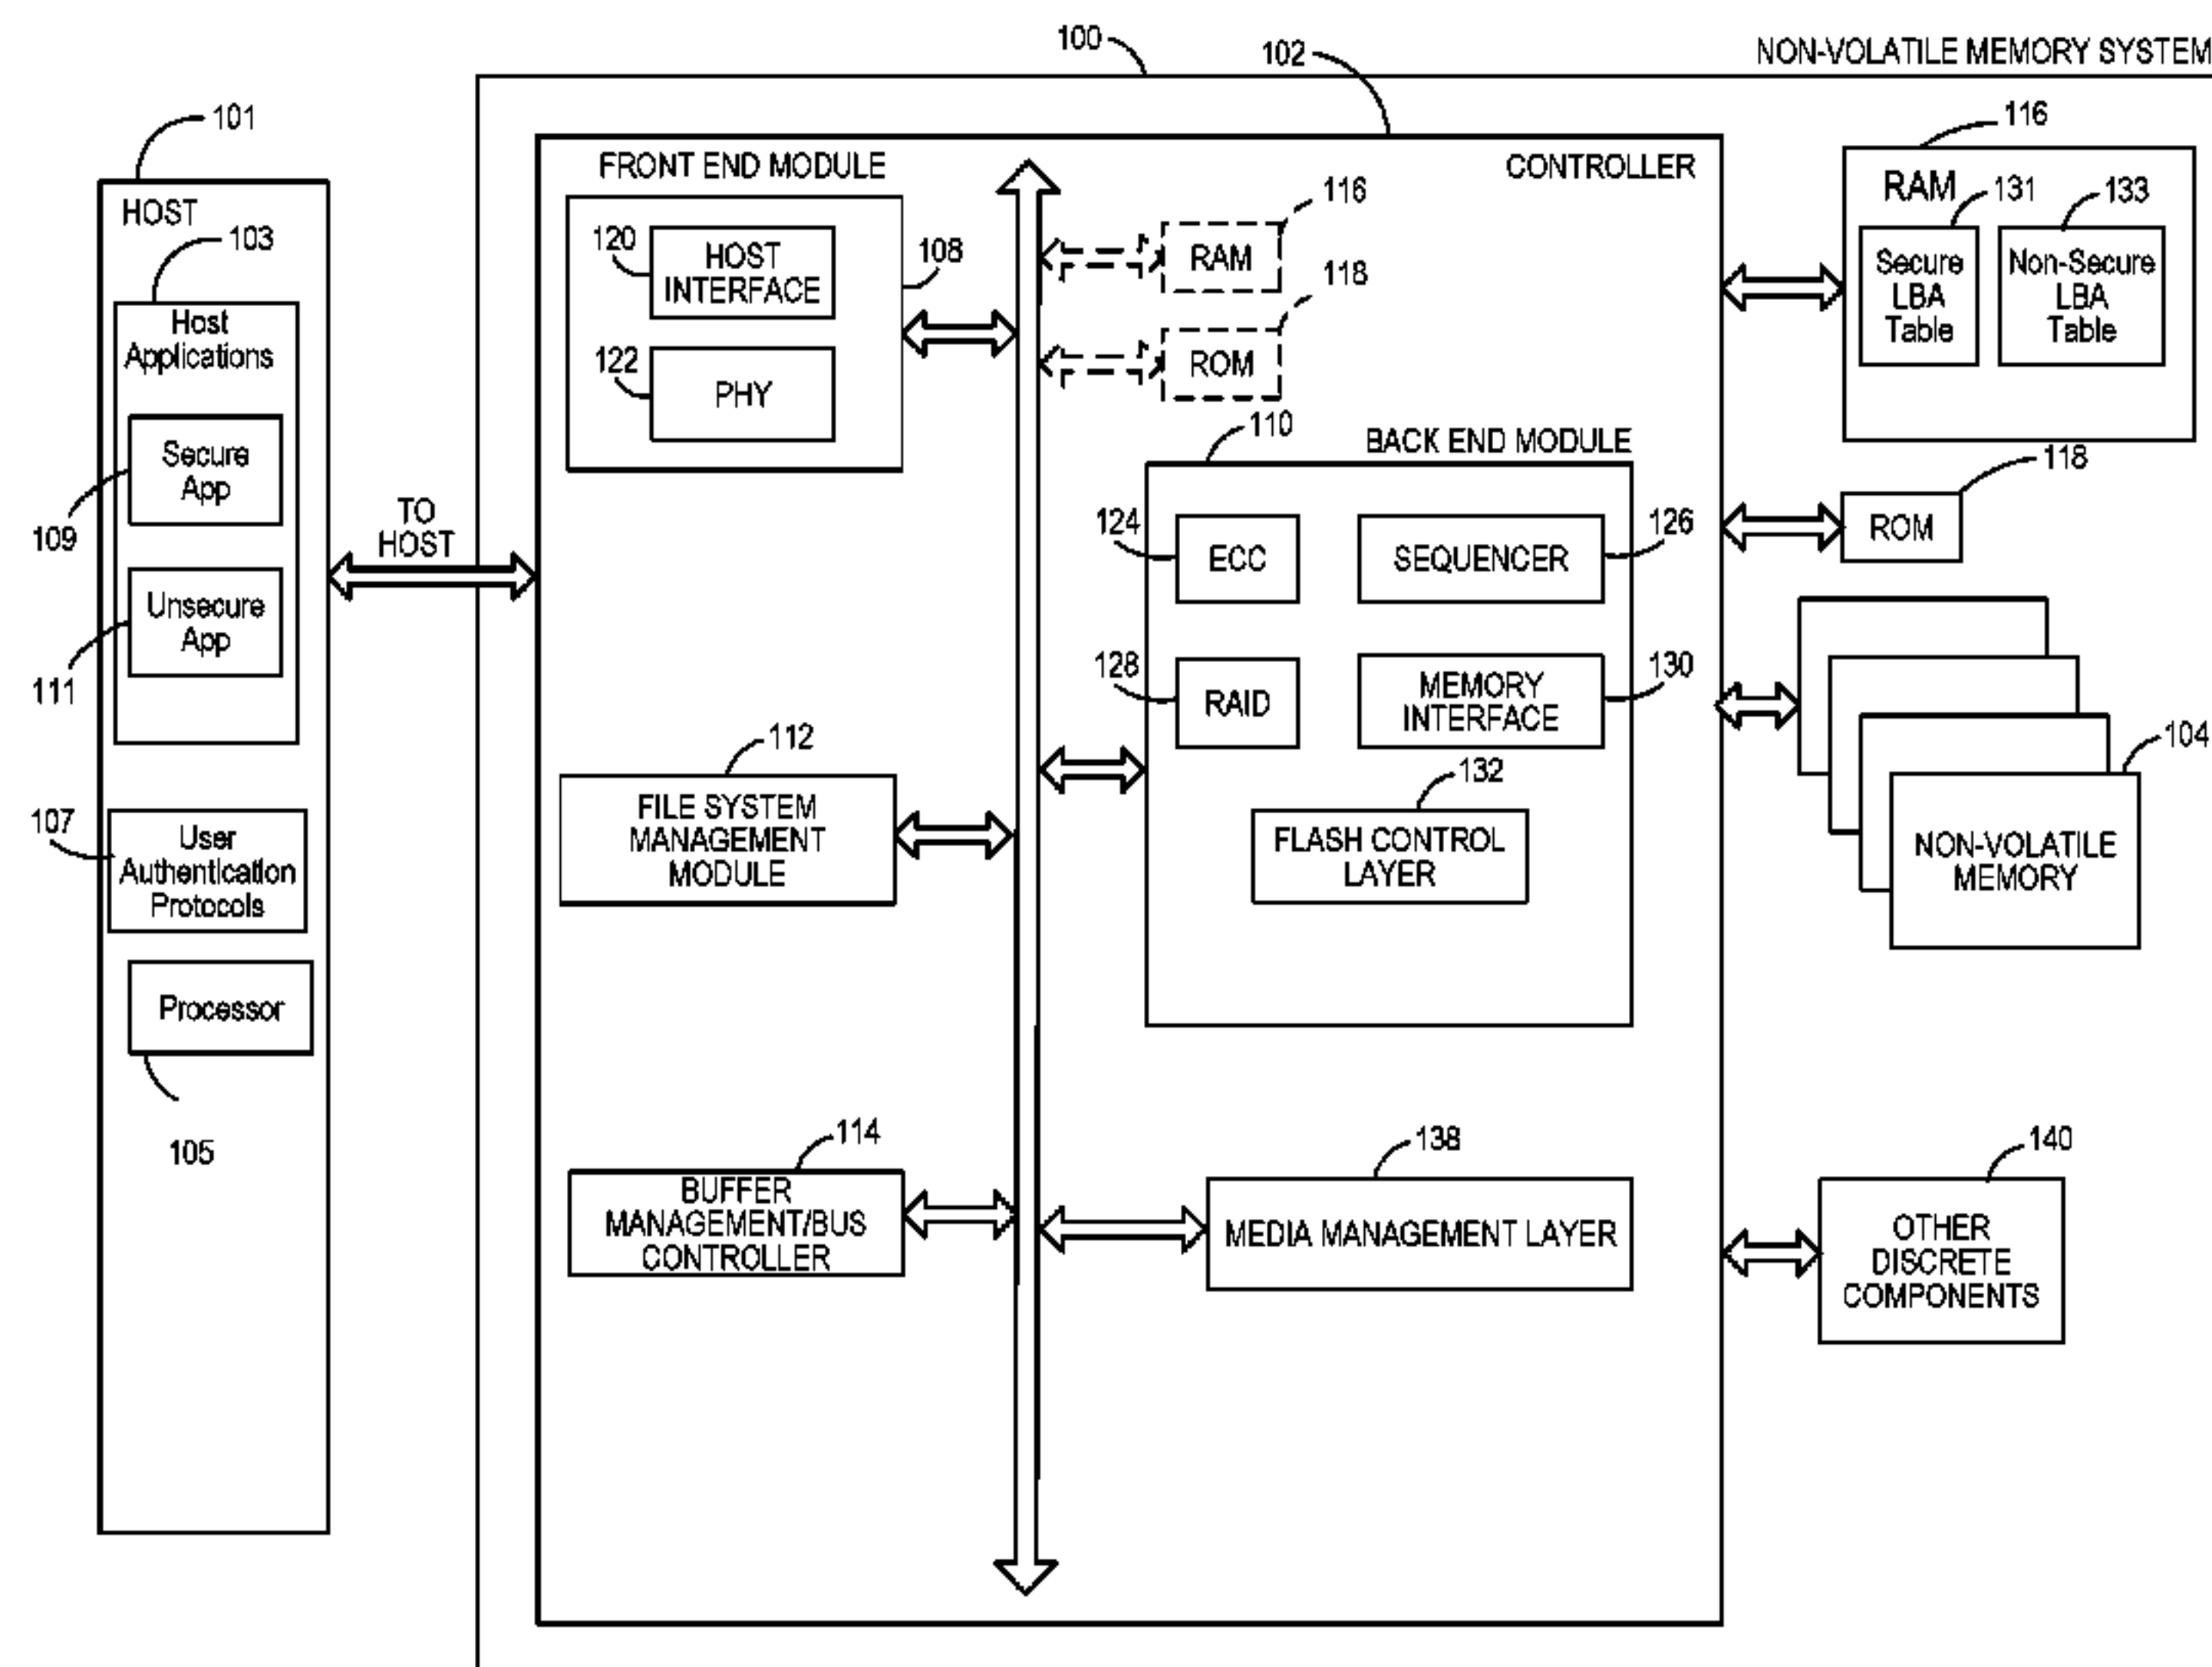 100
102
NON-VOLATILE MEMORY SYSTEM
101
HOST
103
Host
Applications
Secure
App
109
Unsecure
App
111
107
User
Authentication
Protocols
Processor
105
TO
HOST
FRONT END MODULE
CONTROLLER
120
HOST
INTERFACE
108
122
PHY
116
RAM
118
ROM
110
BACK END MODULE
124
ECC
126
SEQUENCER
128
RAID
130
MEMORY
INTERFACE
132
FLASH CONTROL
LAYER
112
FILE SYSTEM
MANAGEMENT
MODULE
114
BUFFER
MANAGEMENT/BUS
CONTROLLER
138
MEDIA MANAGEMENT LAYER
116
RAM
131
133
Secure
LBA
Table
Non-Secure
LBA
Table
118
ROM
104
NON-VOLATILE
MEMORY
140
OTHER
DISCRETE
COMPONENTS